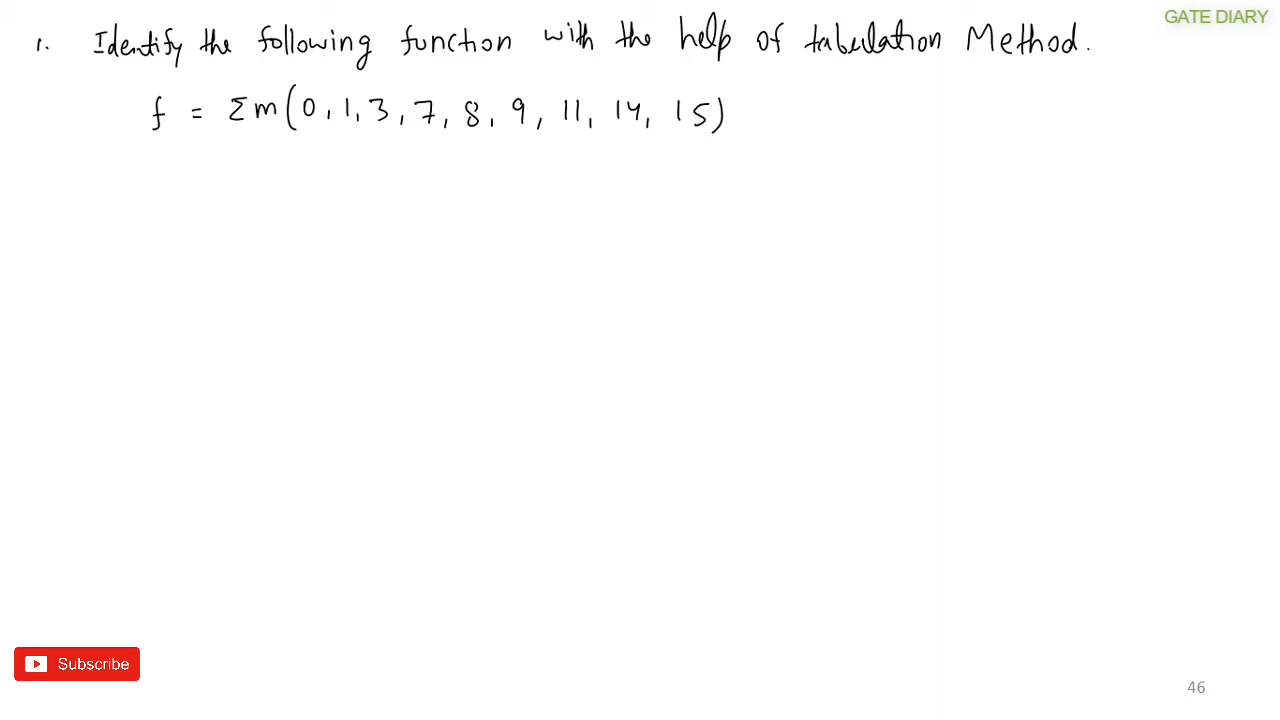 GATE DIARY
1. Identify the following function with the help of tabulation Method.
f = Σm(0, 1, 3, 7, 8, 9, 11, 14, 15)
Subscribe
46